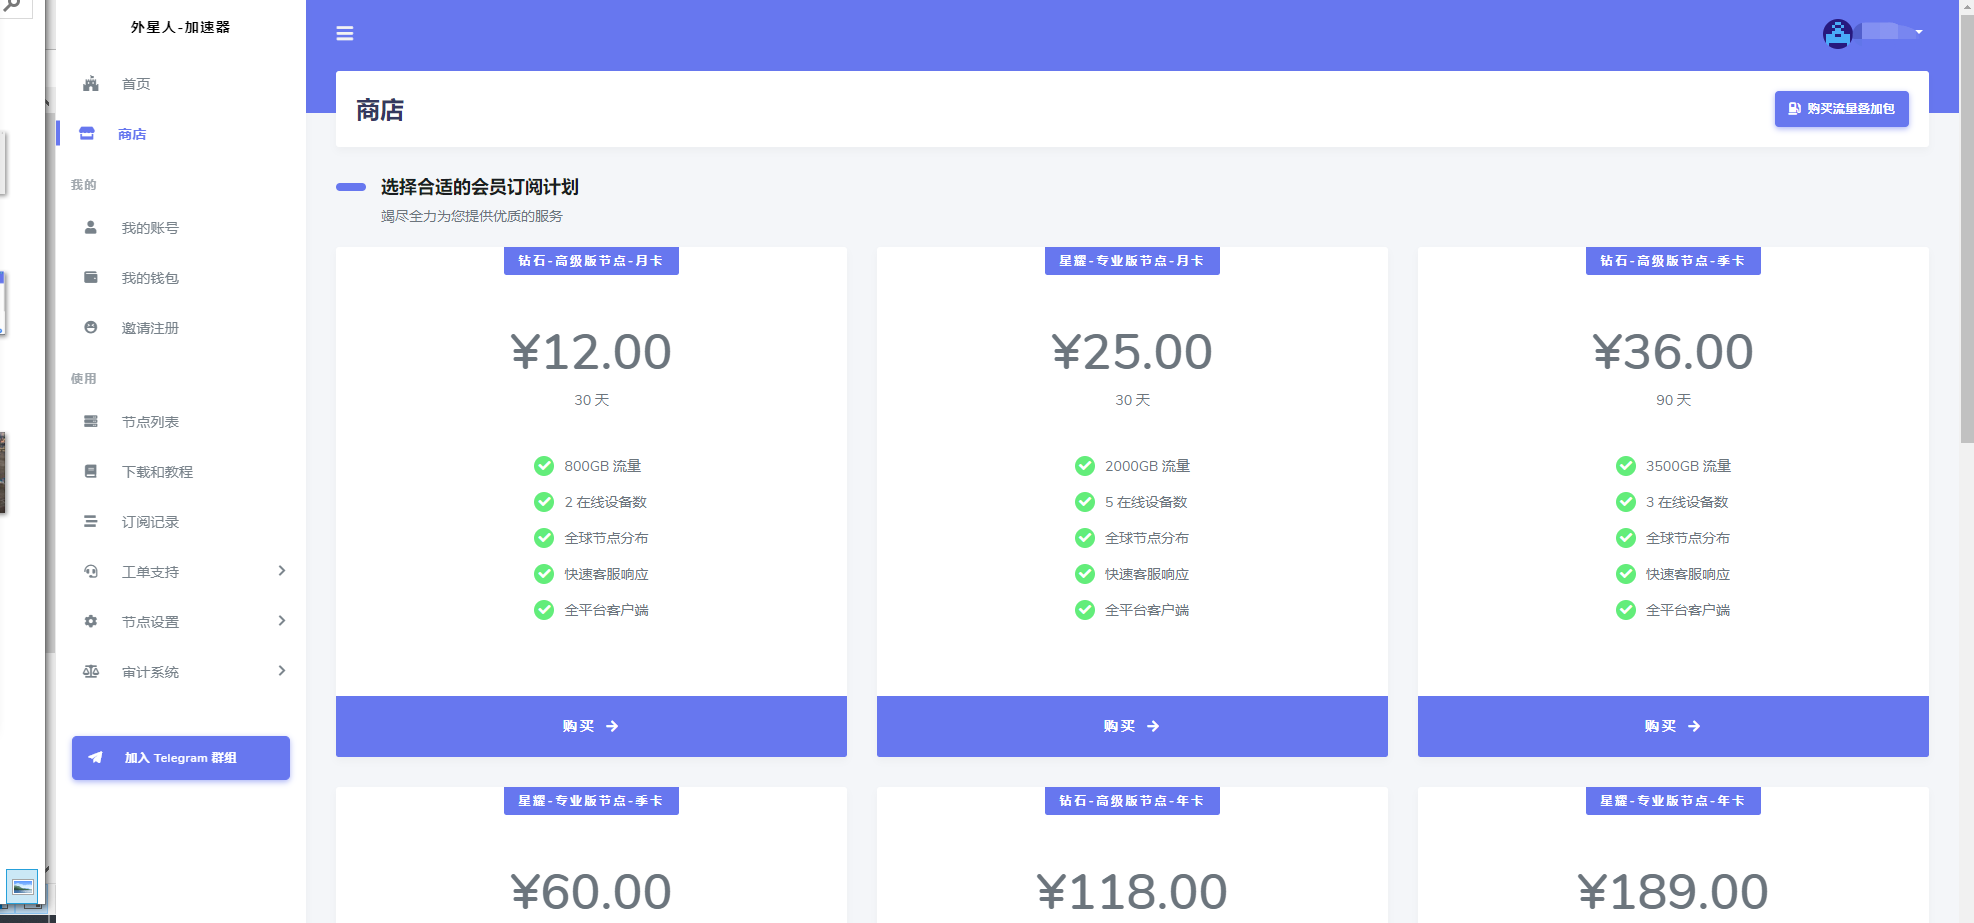 外星人-加速器
首页
商店
我的
我的账号
我的钱包
邀请注册
使用
节点列表
下载和教程
订阅记录
工单支持
节点设置
审计系统
加入 Telegram 群组
商店
购买流量叠加包
选择合适的会员订阅计划
竭尽全力为您提供优质的服务
钻石-高级版节点-月卡
¥12.00
30 天
800GB 流量
2 在线设备数
全球节点分布
快速客服响应
全平台客户端
购买
星耀-专业版节点-月卡
¥25.00
30 天
2000GB 流量
5 在线设备数
全球节点分布
快速客服响应
全平台客户端
购买
钻石-高级版节点-季卡
¥36.00
90 天
3500GB 流量
3 在线设备数
全球节点分布
快速客服响应
全平台客户端
购买
星耀-专业版节点-季卡
¥60.00
钻石-高级版节点-年卡
¥118.00
星耀-专业版节点-年卡
¥189.00